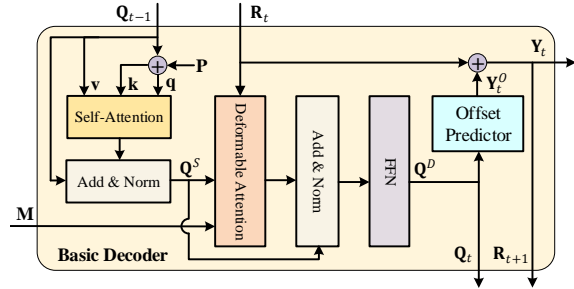 Q_{t-1}
R_t
Y_t
P
v
k
q
Y_t^O
Self-Attention
Deformable Attention
Add & Norm
FFN
Offset
Predictor
Add & Norm
Q^S
Q^D
M
Basic Decoder
Q_t
R_{t+1}